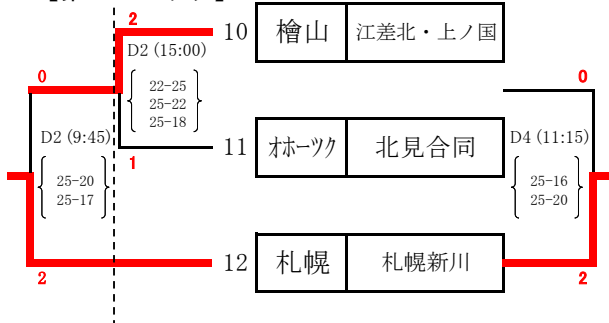 2
10 檜山 江差北・上ノ国
D2 (15:00)
0
0
22-25
25-22
25-18
D2 (9:45)
11 ｵﾎｰﾂｸ 北見合同
D4 (11:15)
1
25-20
25-17
25-16
25-20
12 札幌 札幌新川
2
2